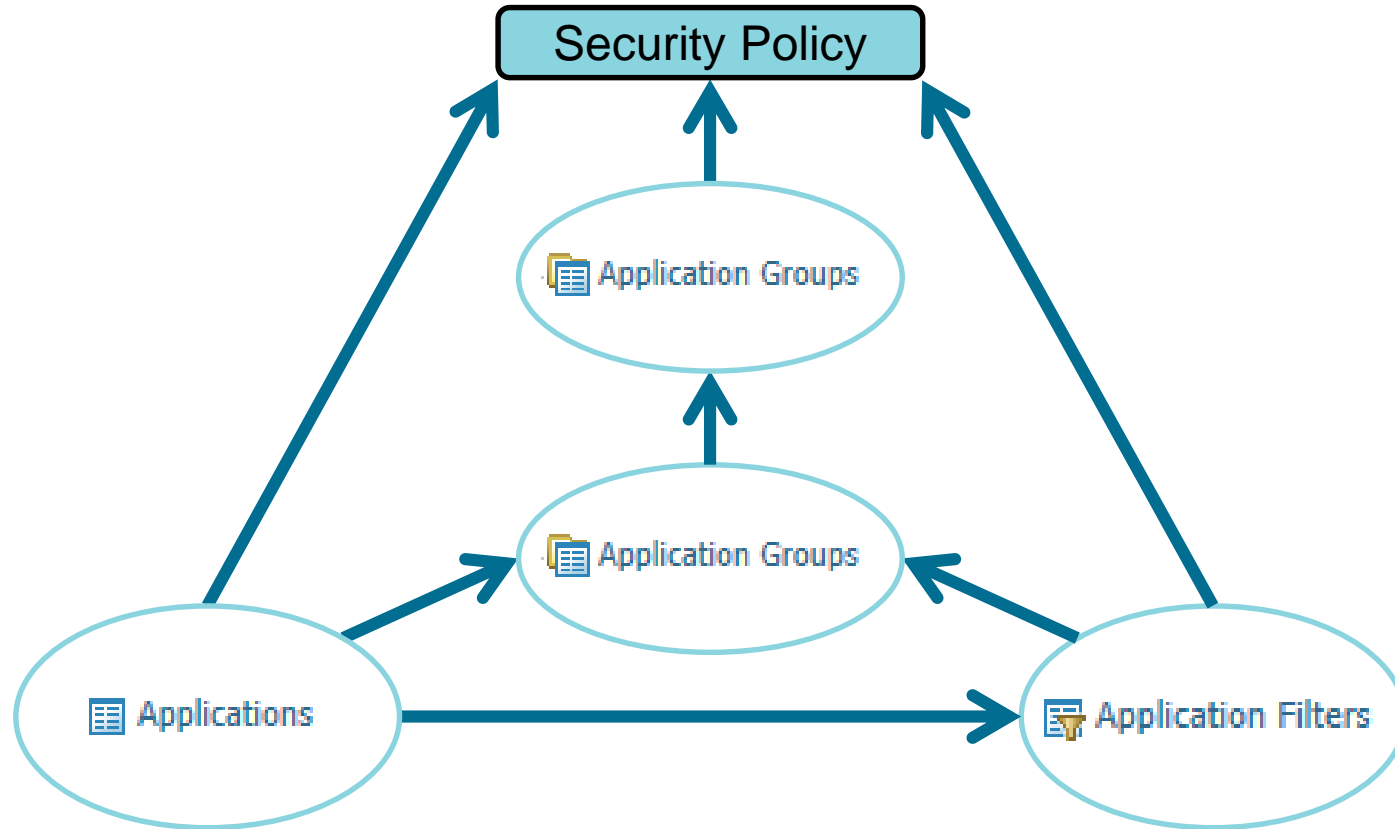 Security Policy
Application Groups
Application Groups
Applications
Application Filters